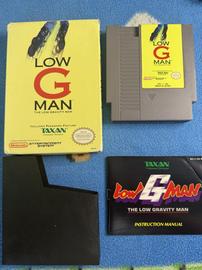 LOW
G
MAN
THE LOW GRAVITY MAN
TAXAN
Nintendo
ENTERTAINMENT
SYSTEM
LOW
G
MAN
TAXAN
LOW G MAN
THE LOW GRAVITY MAN
INSTRUCTION MANUAL